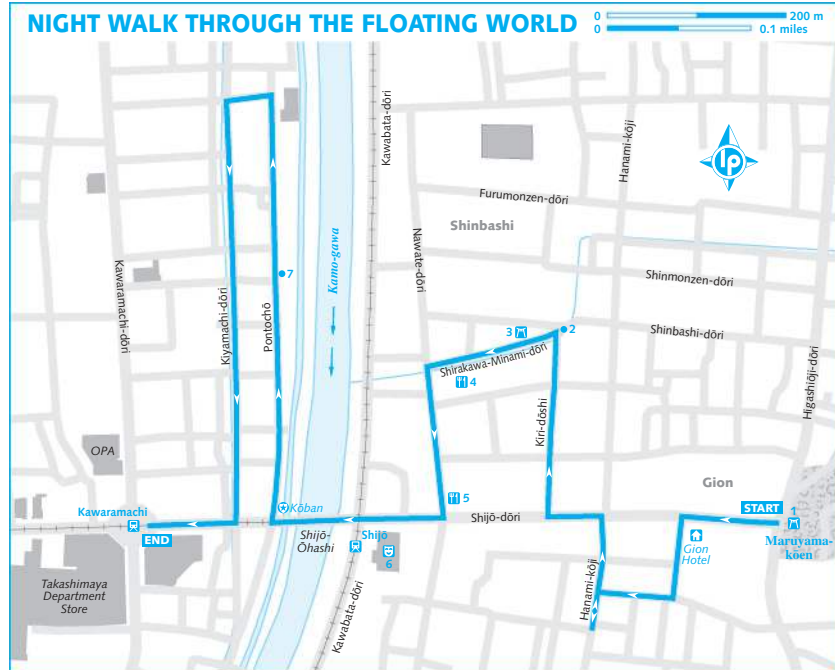 NIGHT WALK THROUGH THE FLOATING WORLD
0 200 m
0 0.1 miles
Kawabata-dōri
Hanami-kōji
lp
Furumonzen-dōri
Shinbashi
Kamo-gawa
Nawate-dōri
Kawaramachi-dōri
Kiyamachi-dōri
Pontochō
7
Shinmonzen-dōri
3
2
Shinbashi-dōri
Shirakawa-Minami-dōri
4
Higashiōji-dōri
Kiri-dōshi
OPA
Gion
5
Kōban
START
1
Kawaramachi
Shijō-dōri
END
Shijō-
Ōhashi
Shijō
6
Maruyama-
kōen
Gion
Hotel
Takashimaya
Department
Store
Kawabata-dōri
Hanami-kōji